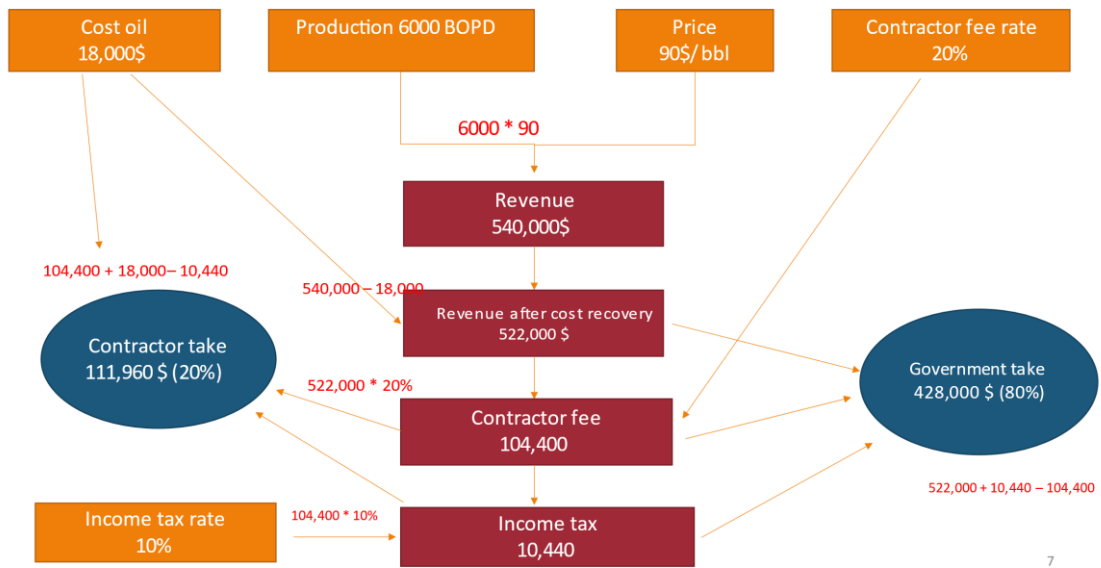 Cost oil
18,000$
Production 6000 BOPD
Price
90$/ bbl
Contractor fee rate
20%
6000 * 90
Revenue
540,000$
104,400 + 18,000– 10,440
540,000 – 18,000
Revenue after cost recovery
522,000 $
Contractor take
111,960 $ (20%)
Government take
428,000 $ (80%)
522,000 * 20%
Contractor fee
104,400
522,000 + 10,440 – 104,400
Income tax rate
10%
104,400 * 10%
Income tax
10,440
7